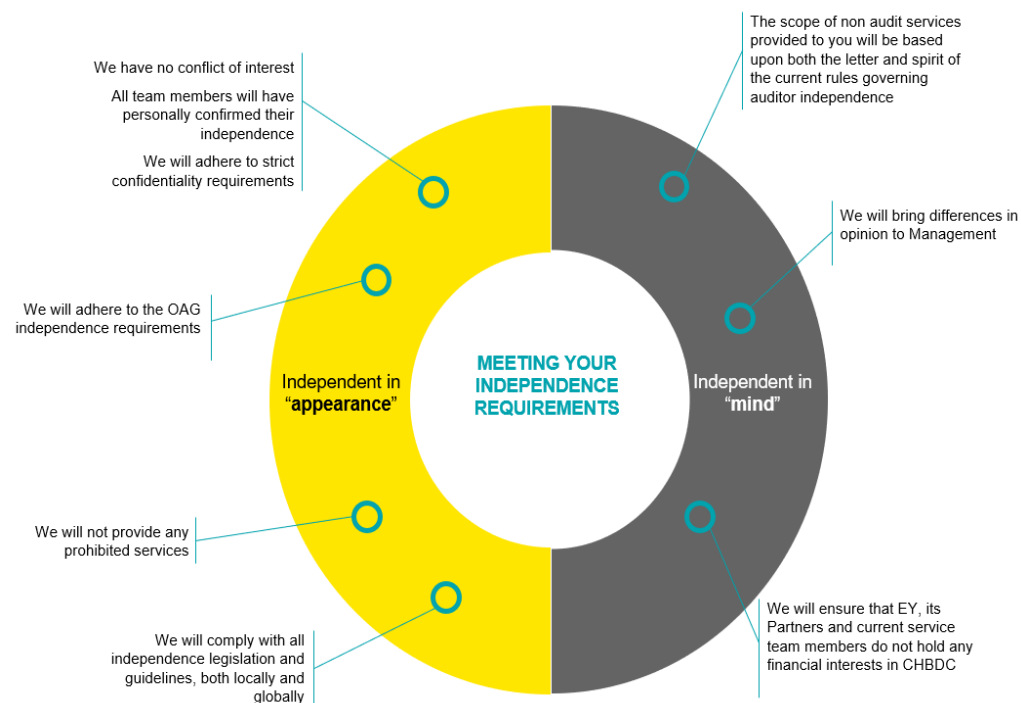 We have no conflict of interest
All team members will have
personally confirmed their
independence
We will adhere to strict
confidentiality requirements
We will adhere to the OAG
independence requirements
Independent in
“appearance”
We will not provide any
prohibited services
We will comply with all
independence legislation and
guidelines, both locally and
globally
MEETING YOUR
INDEPENDENCE
REQUIREMENTS
The scope of non audit services
provided to you will be based
upon both the letter and spirit of
the current rules governing
auditor independence
We will bring differences in
opinion to Management
Independent in
“mind”
We will ensure that EY, its
Partners and current service
team members do not hold any
financial interests in CHBDC